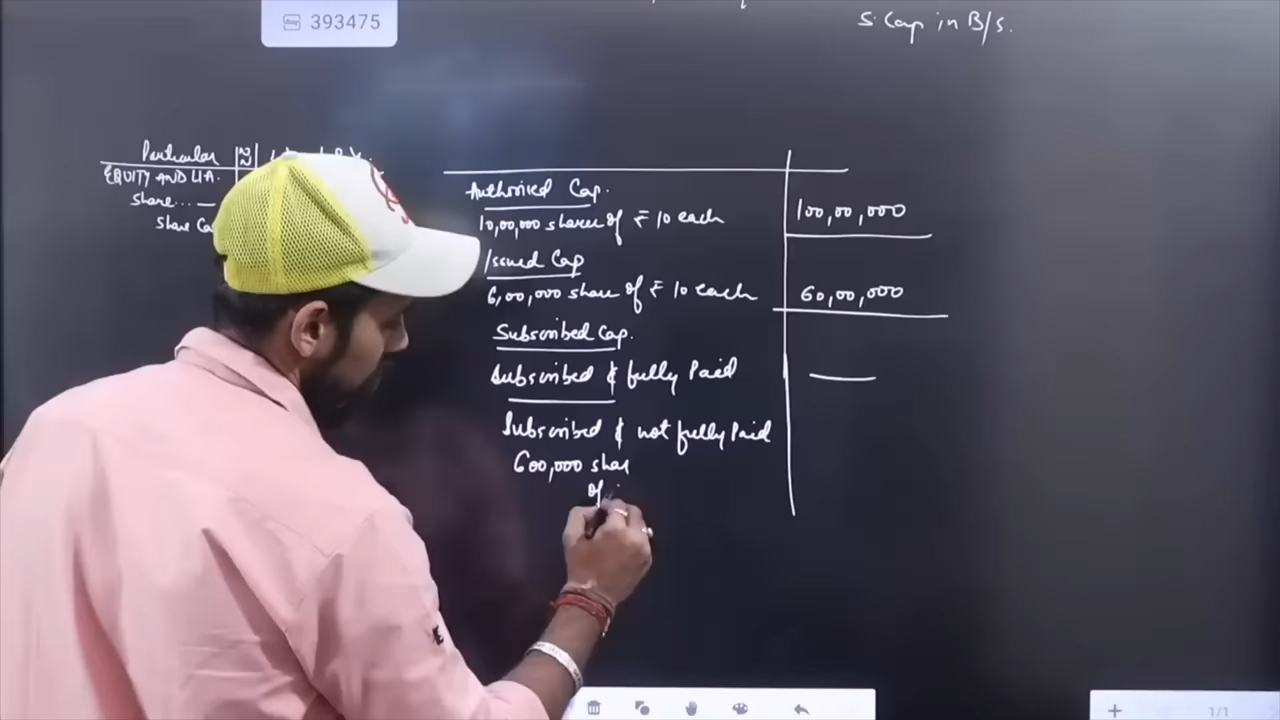 393475
S. Cap in B/S.
Particular
EQUITY AND LIA.
Share...
Share Ca
Authorised Cap.
10,00,000 shares of ₹ 10 each 100,00,000
Issued Cap
6,00,000 share of ₹ 10 each 60,00,000
Subscribed Cap.
Subscribed & fully Paid —
Subscribed & not fully Paid
600,000 shar
of
1/1